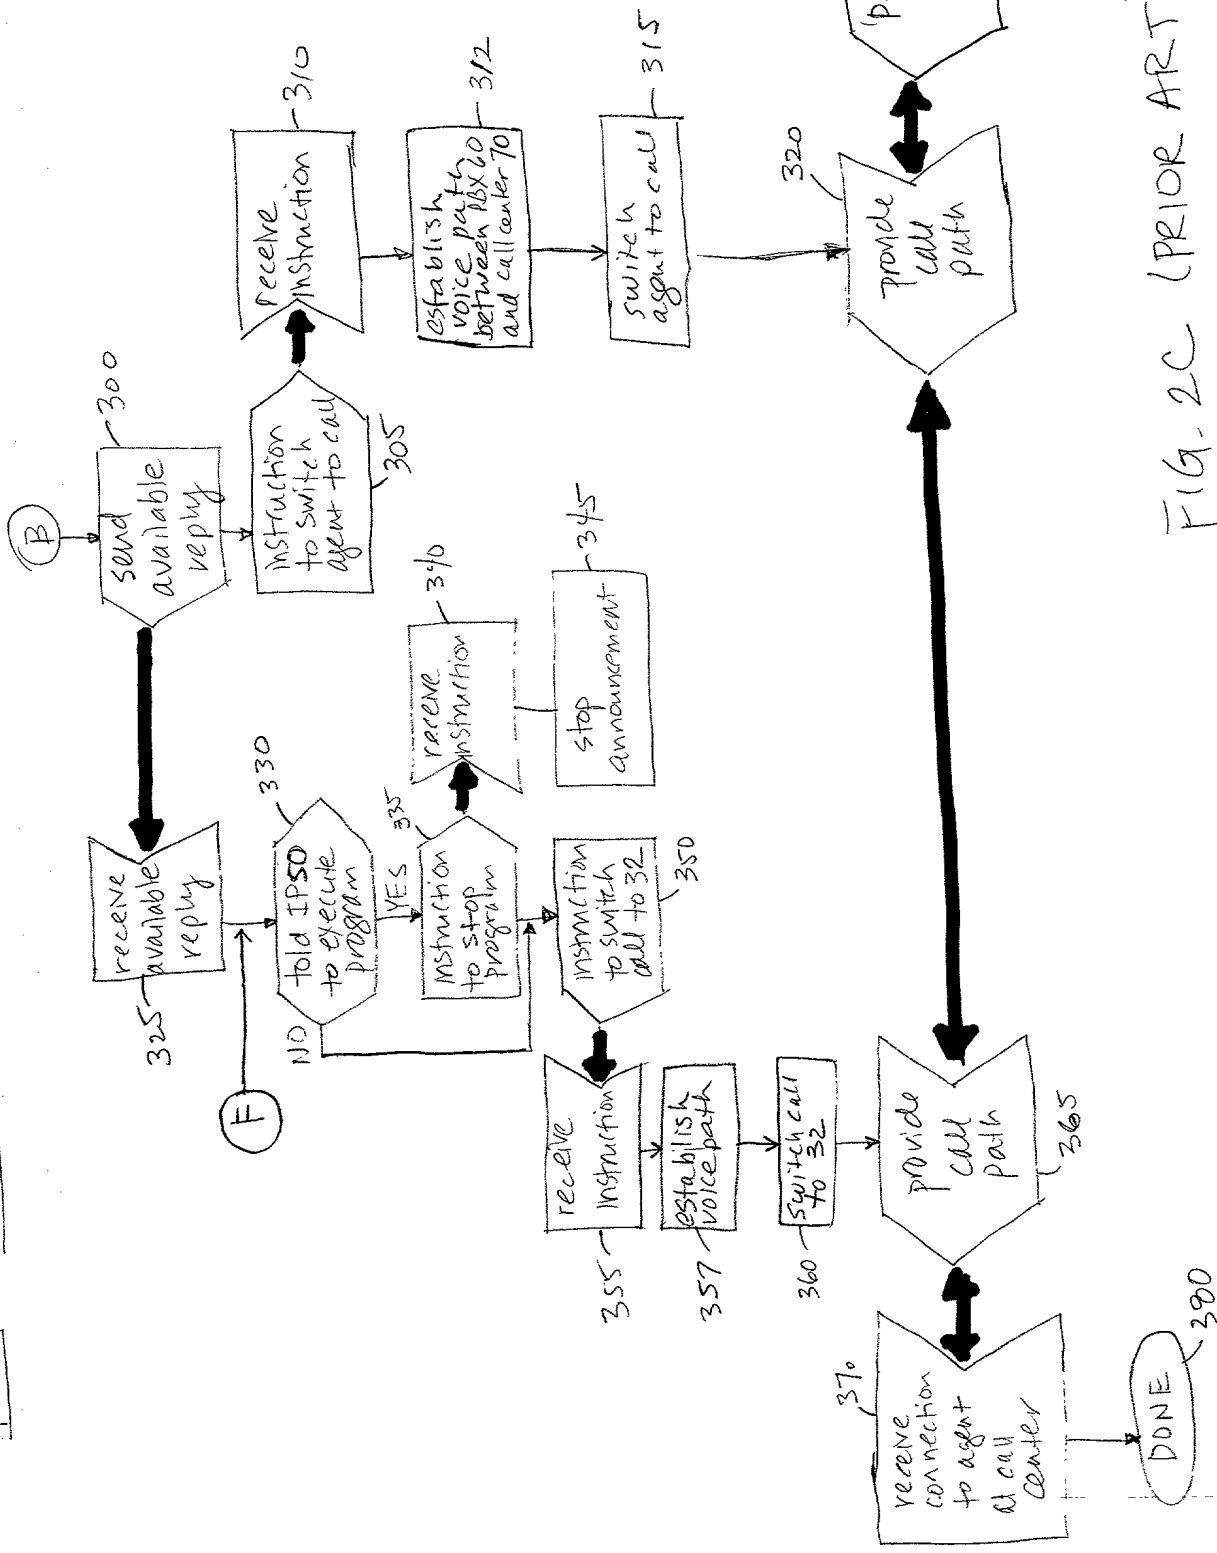 B
300
send
available
reply
instruction
to switch
agent to call
305
310
receive
instruction
312
establish
voice path
between PBX 60
and call center 70
315
switch
agent to call
320
provide
call
path
325
receive
available
reply
F
330
told IP50
to execute
program
NO
YES
335
instruction
to stop
program
340
receive
instruction
345
stop
announcement
350
instruction
to switch
call to 32
355
receive
instruction
357
establish
voice path
360
switch call
to 32
365
provide
call
path
370
receive
connection
to agent
at call
center
DONE
380
FIG. 2C (PRIOR ART